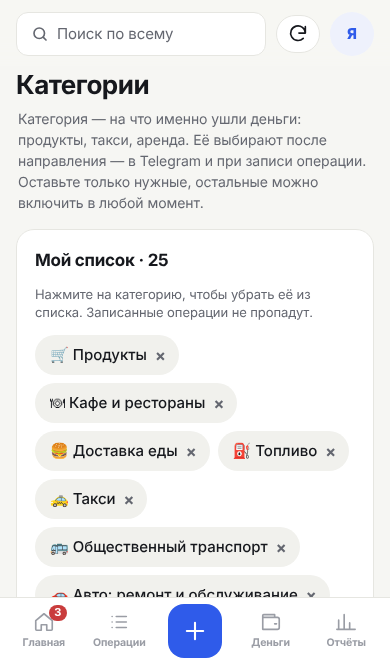 Поиск по всему
Я
Категории
Категория — на что именно ушли деньги:
продукты, такси, аренда. Её выбирают после
направления — в Telegram и при записи операции.
Оставьте только нужные, остальные можно
включить в любой момент.
Мой список · 25
Нажмите на категорию, чтобы убрать её из
списка. Записанные операции не пропадут.
🛒 Продукты ×
🍽 Кафе и рестораны ×
🍔 Доставка еды × ⛽ Топливо ×
🚕 Такси ×
🚌 Общественный транспорт ×
🚗 Авто: ремонт и обслуживание ×
3
Главная Операции Деньги Отчёты